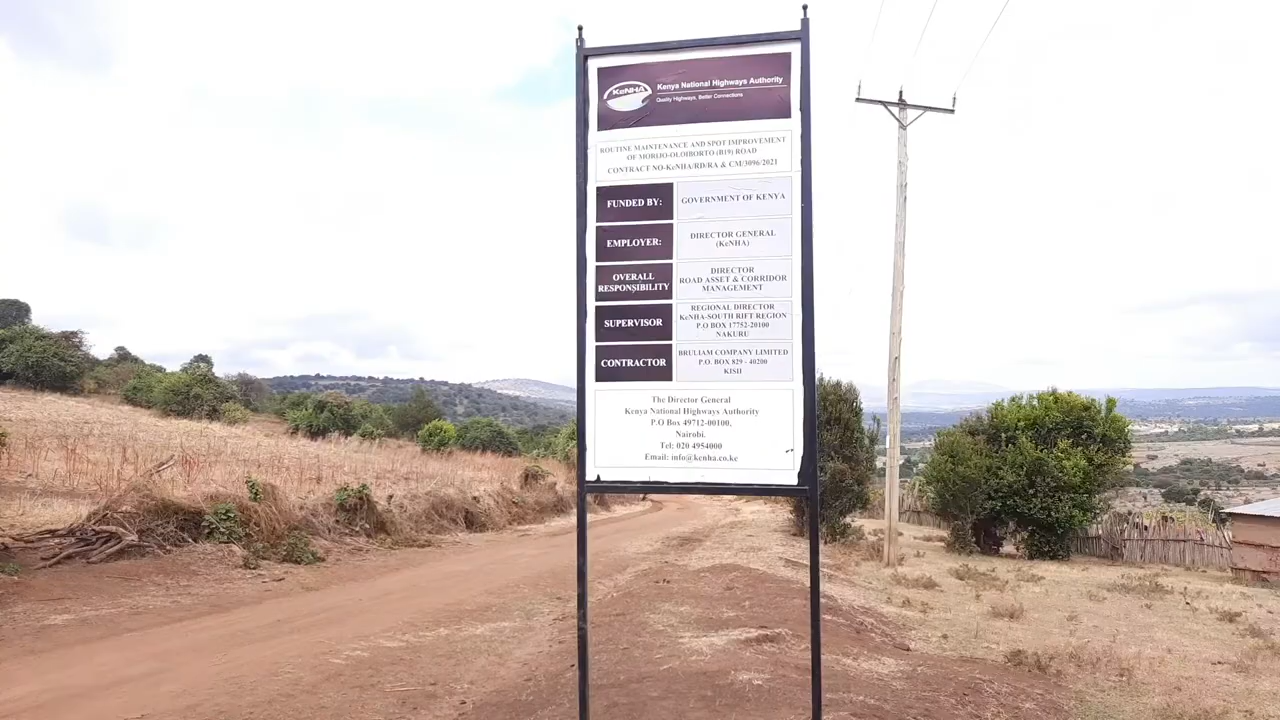 KeNHA
Kenya National Highways Authority
Quality Highways, Better Connections
ROUTINE MAINTENANCE AND SPOT IMPROVEMENT
OF MORIJO-OLOIBORTO (B19) ROAD
CONTRACT NO-KeNHA/RD/RA & CM/3096/2021
FUNDED BY:
GOVERNMENT OF KENYA
EMPLOYER:
DIRECTOR GENERAL
(KeNHA)
OVERALL
RESPONSIBILITY
DIRECTOR
ROAD ASSET & CORRIDOR
MANAGEMENT
SUPERVISOR
REGIONAL DIRECTOR
KeNHA-SOUTH RIFT REGION
P.O BOX 17752-20100
NAKURU
CONTRACTOR
BRULIAM COMPANY LIMITED
P.O. BOX 829 - 40200
KISII
The Director General
Kenya National Highways Authority
P.O Box 49712-00100,
Nairobi.
Tel: 020 4954000
Email: info@kenha.co.ke